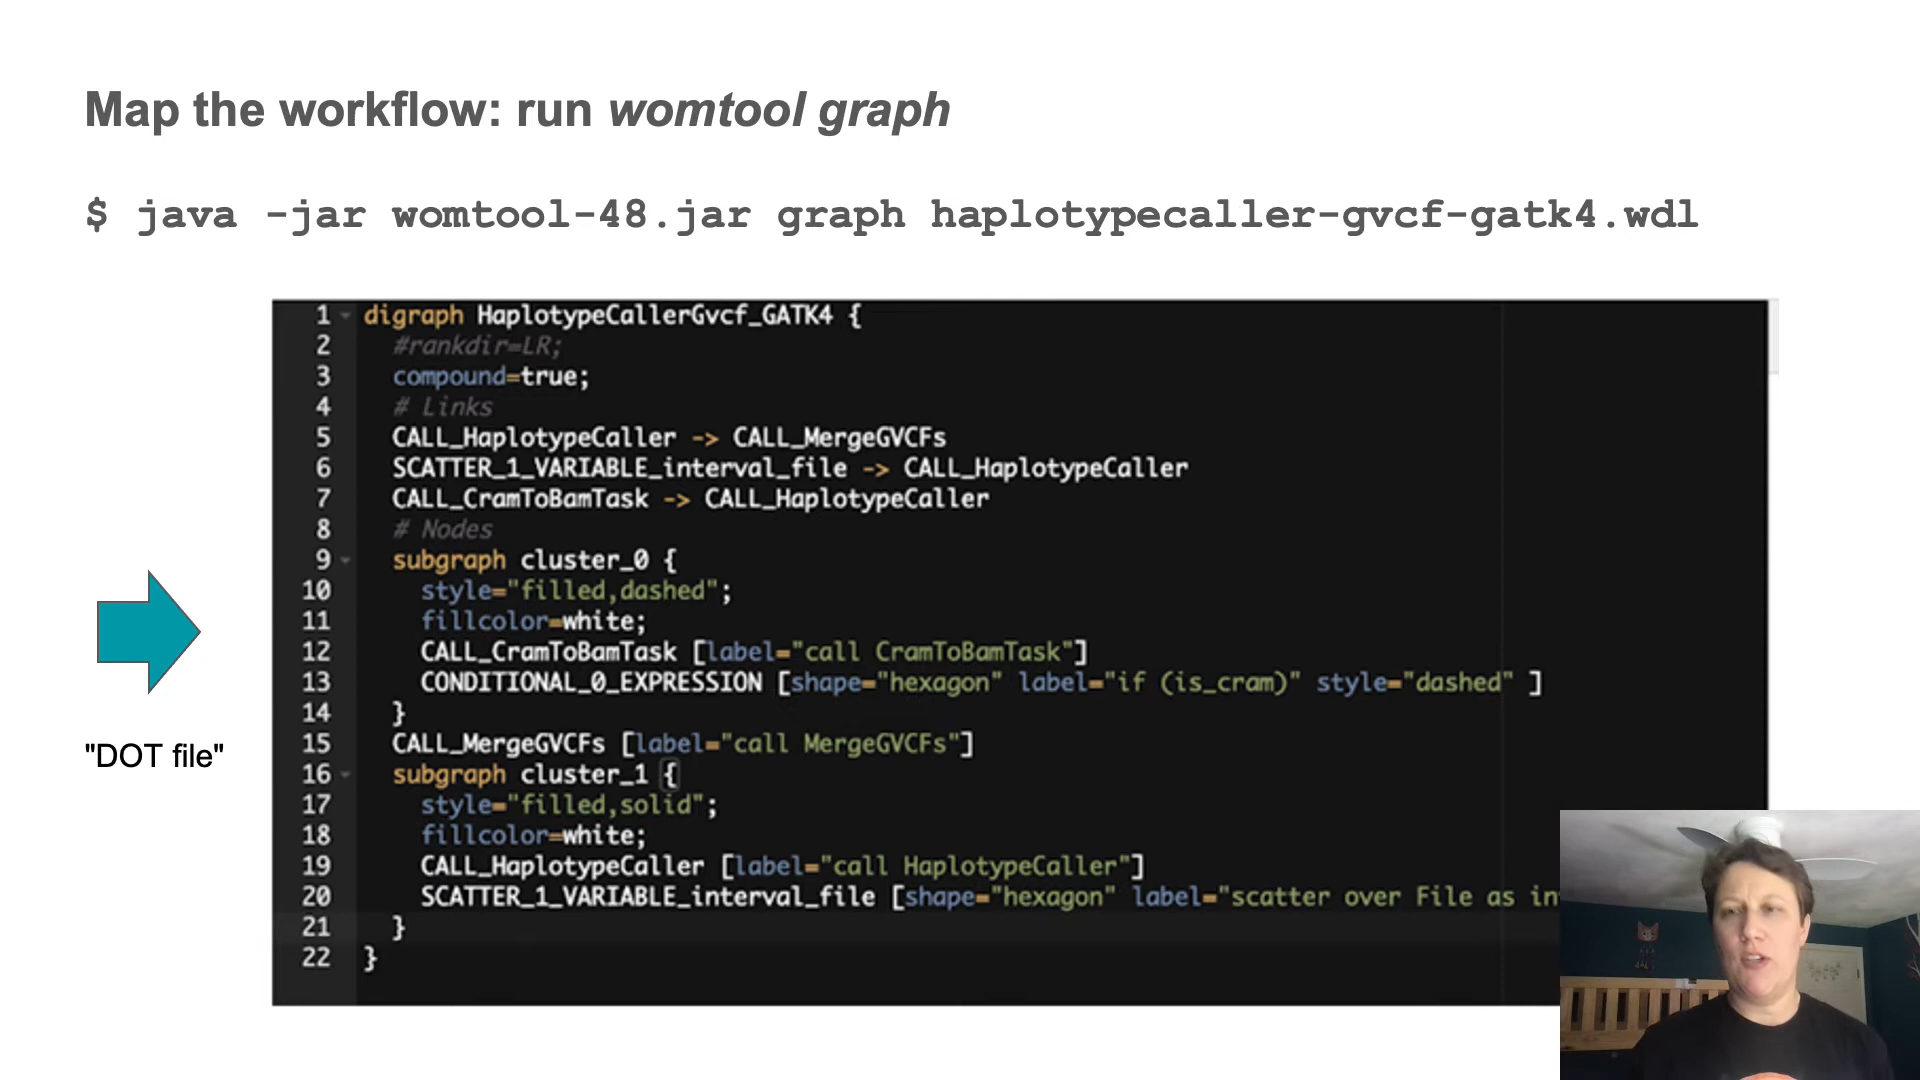 Map the workflow: run womtool graph
$ java -jar womtool-48.jar graph haplotypecaller-gvcf-gatk4.wdl
1 digraph HaplotypeCallerGvcf_GATK4 {
2 #rankdir=LR;
3 compound=true;
4 # Links
5 CALL_HaplotypeCaller -> CALL_MergeGVCFs
6 SCATTER_1_VARIABLE_interval_file -> CALL_HaplotypeCaller
7 CALL_CramToBamTask -> CALL_HaplotypeCaller
8 # Nodes
9 subgraph cluster_0 {
10 style="filled,dashed";
11 fillcolor=white;
12 CALL_CramToBamTask [label="call CramToBamTask"]
13 CONDITIONAL_0_EXPRESSION [shape="hexagon" label="if (is_cram)" style="dashed" ]
14 }
15 CALL_MergeGVCFs [label="call MergeGVCFs"]
16 subgraph cluster_1 {
17 style="filled,solid";
18 fillcolor=white;
19 CALL_HaplotypeCaller [label="call HaplotypeCaller"]
20 SCATTER_1_VARIABLE_interval_file [shape="hexagon" label="scatter over File as in
21 }
22 }
"DOT file"